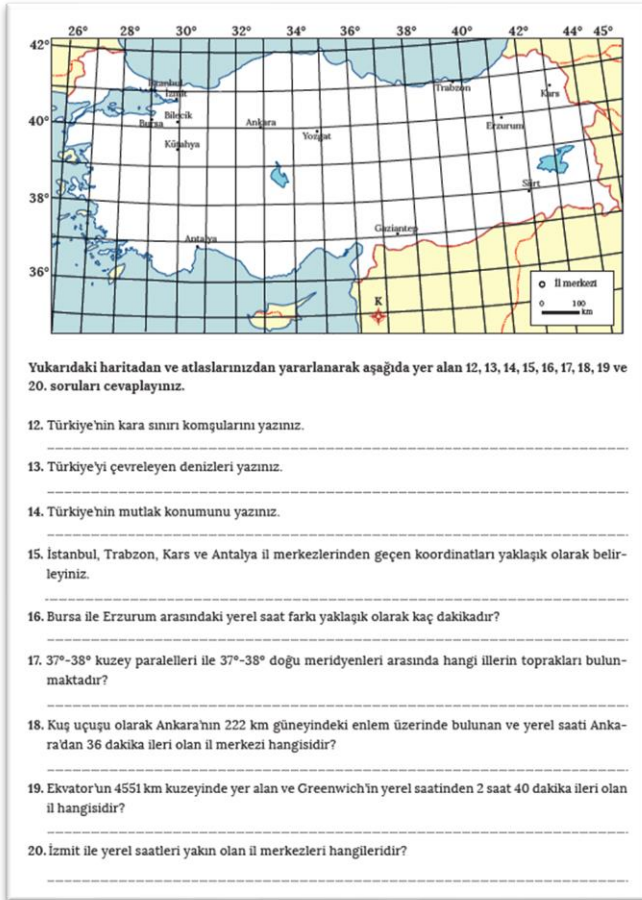 26° 28° 30° 32° 34° 36° 38° 40° 42° 44° 45°
42°
İstanbul
İzmit
Trabzon
Kars
40°
Bursa
Bilecik
Ankara
Yozgat
Erzurum
Kütahya
38°
Siirt
Antalya
Gaziantep
36°
K
İl merkezi
0 100
km
Yukarıdaki haritadan ve atlaslarınızdan yararlanarak aşağıda yer alan 12, 13, 14, 15, 16, 17, 18, 19 ve
20. soruları cevaplayınız.
12. Türkiye'nin kara sınırı komşularını yazınız.
13. Türkiye'yi çevreleyen denizleri yazınız.
14. Türkiye'nin mutlak konumunu yazınız.
15. İstanbul, Trabzon, Kars ve Antalya il merkezlerinden geçen koordinatları yaklaşık olarak belir-
leyiniz.
16. Bursa ile Erzurum arasındaki yerel saat farkı yaklaşık olarak kaç dakikadır?
17. 37°-38° kuzey paralelleri ile 37°-38° doğu meridyenleri arasında hangi illerin toprakları bulun-
maktadır?
18. Kuş uçuşu olarak Ankara'nın 222 km güneyindeki enlem üzerinde bulunan ve yerel saati Anka-
ra'dan 36 dakika ileri olan il merkezi hangisidir?
19. Ekvator'un 4551 km kuzeyinde yer alan ve Greenwich'in yerel saatinden 2 saat 40 dakika ileri olan
il hangisidir?
20. İzmit ile yerel saatleri yakın olan il merkezleri hangileridir?